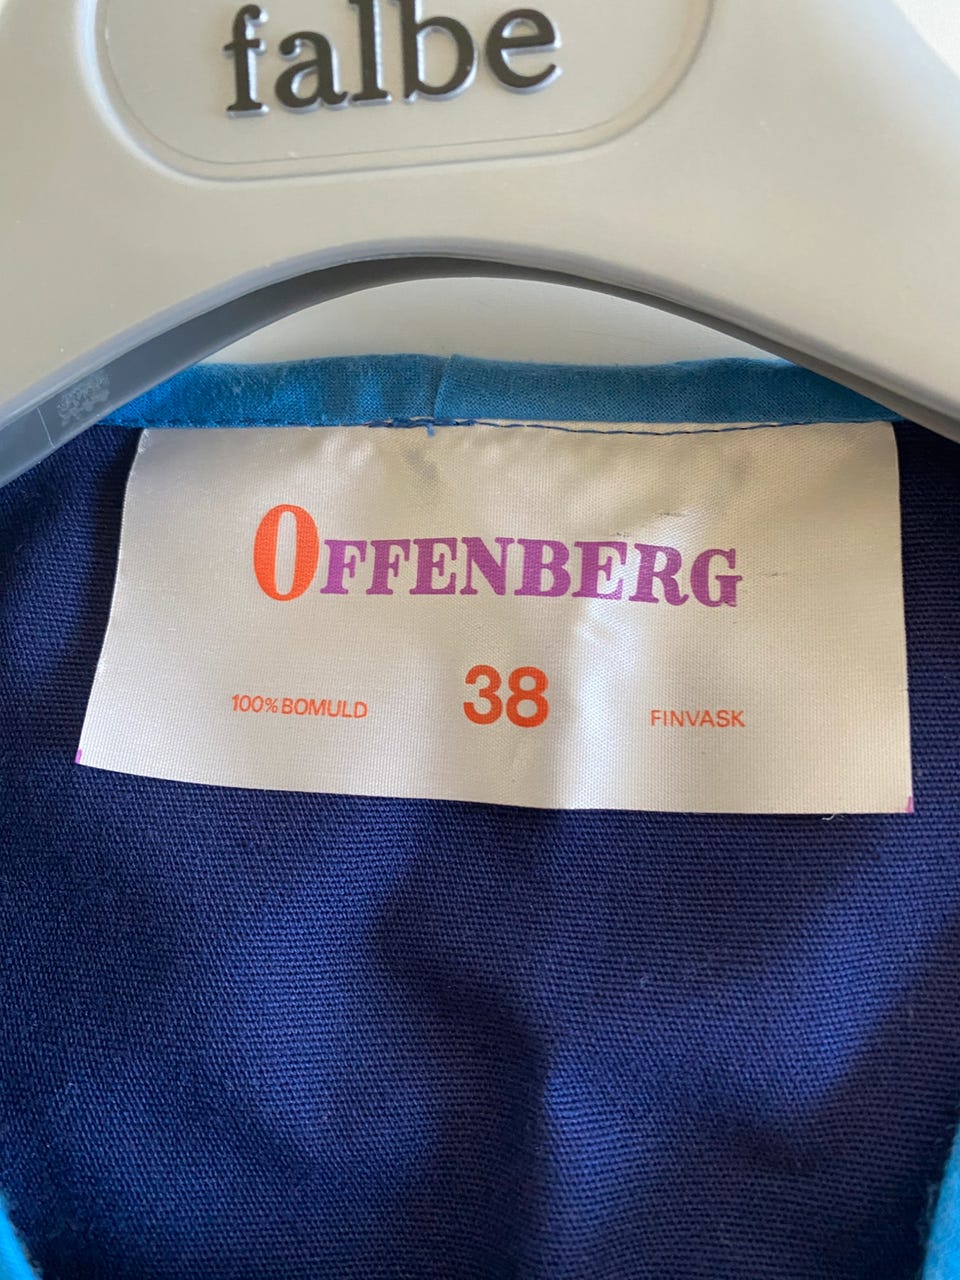 falbe
OFFENBERG
38
100% BOMULD
FINVASK